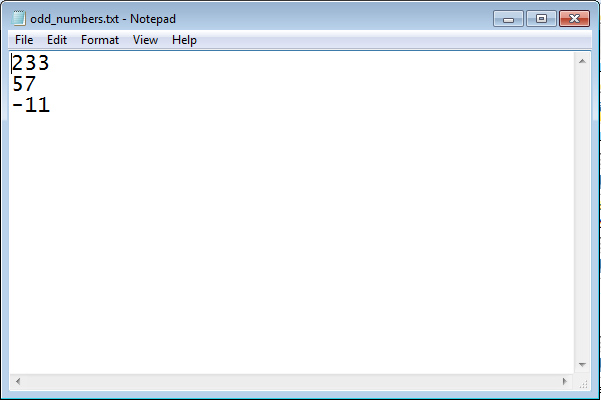 odd_numbers.txt - Notepad
File Edit Format View Help
233
57
-11